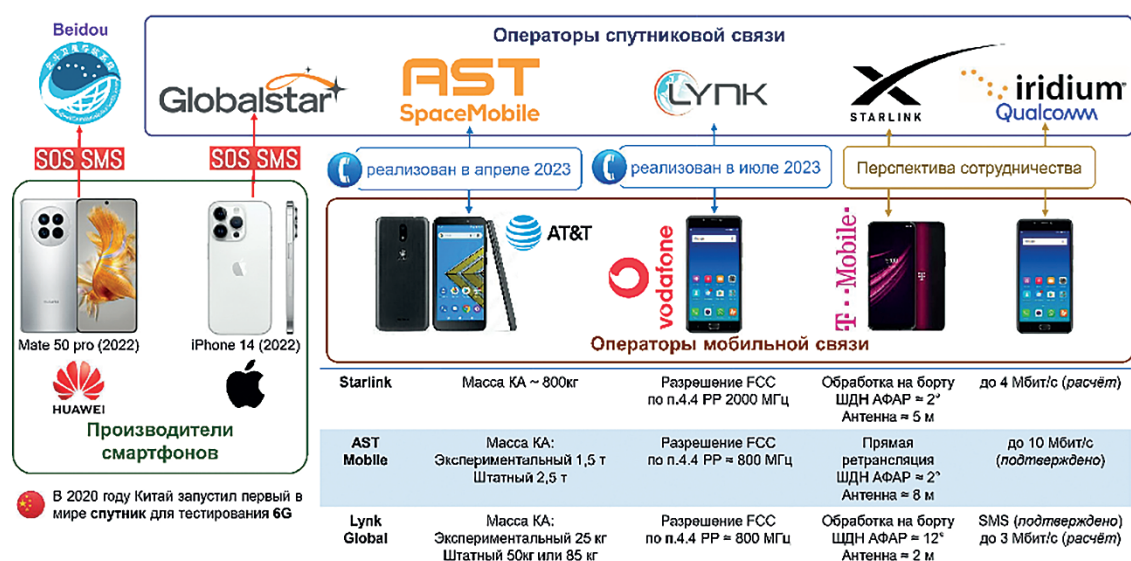 Beidou
Операторы спутниковой связи
Globalstar
AST
SpaceMobile
LYNK
STARLINK
iridium
Qualcomm
SOS SMS
SOS SMS
реализован в апреле 2023
реализован в июле 2023
Перспектива сотрудничества
AT&T
vodafone
T··Mobile·
Mate 50 pro (2022)
iPhone 14 (2022)
Операторы мобильной связи
HUAWEI
Производители
смартфонов
В 2020 году Китай запустил первый в
мире спутник для тестирования 6G
Starlink
Масса КА ~ 800кг
Разрешение FCC
по п.4.4 РР 2000 МГц
Обработка на борту
ШДН АФАР ≈ 2°
Антенна ≈ 5 м
до 4 Мбит/с (расчёт)
AST
Mobile
Масса КА:
Экспериментальный 1,5 т
Штатный 2,5 т
Разрешение FCC
по п.4.4 РР ≈ 800 МГц
Прямая
ретрансляция
ШДН АФАР ≈ 2°
Антенна ≈ 8 м
до 10 Мбит/с
(подтверждено)
Lynk
Global
Масса КА:
Экспериментальный 25 кг
Штатный 50кг или 85 кг
Разрешение FCC
по п.4.4 РР ≈ 800 МГц
Обработка на борту
ШДН АФАР ≈ 12°
Антенна ≈ 2 м
SMS (подтверждено)
до 3 Мбит/с (расчёт)